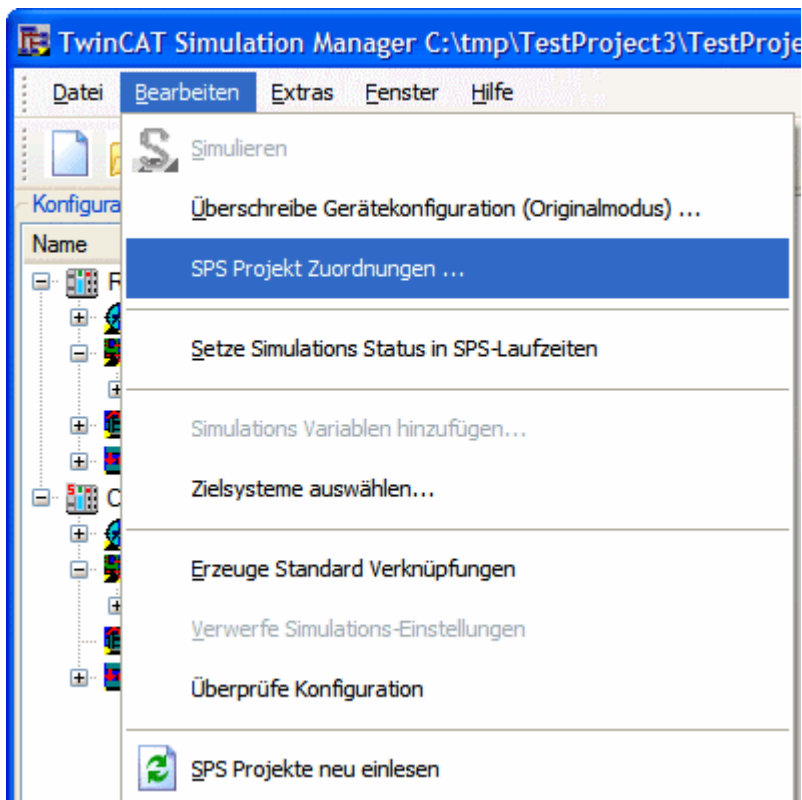 TwinCAT Simulation Manager C:\tmp\TestProject3\TestProje
Datei Bearbeiten Extras Fenster Hilfe
Simulieren
Konfigura
Überschreibe Gerätekonfiguration (Originalmodus) ...
Name
SPS Projekt Zuordnungen ...
R
Setze Simulations Status in SPS-Laufzeiten
Simulations Variablen hinzufügen...
Zielsysteme auswählen...
Erzeuge Standard Verknüpfungen
Verwerfe Simulations-Einstellungen
Überprüfe Konfiguration
SPS Projekte neu einlesen